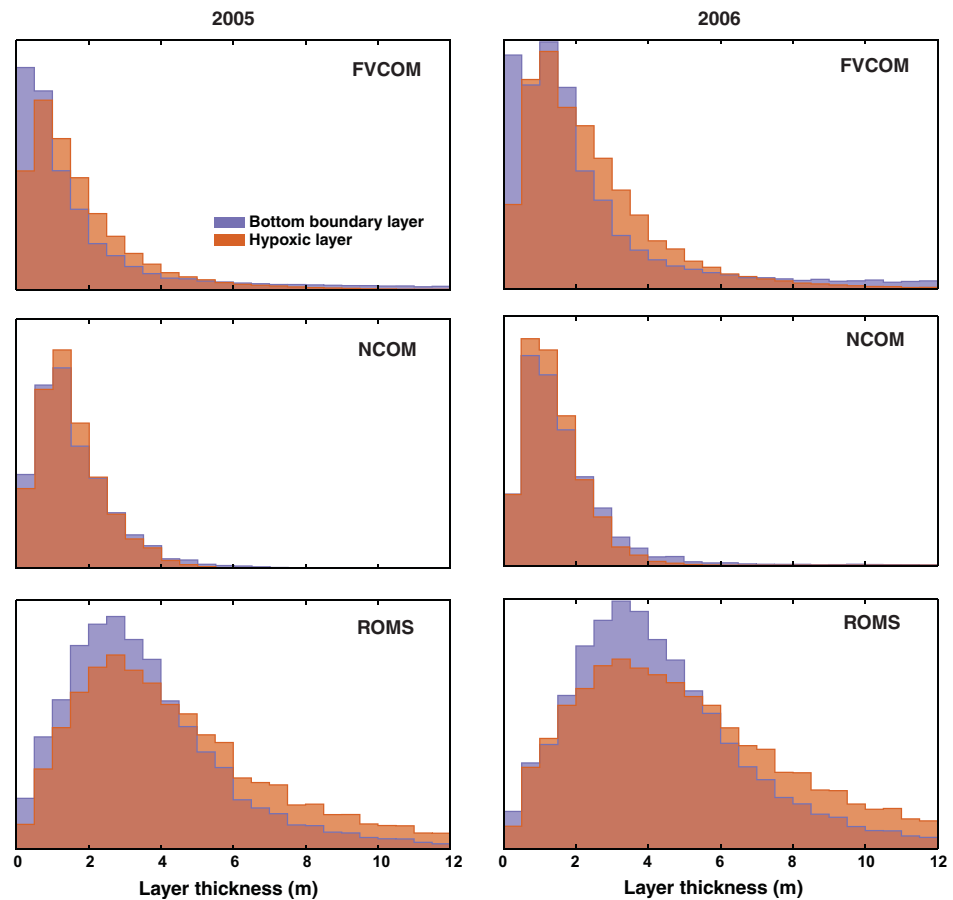 2005
2006
FVCOM
FVCOM
Bottom boundary layer
Hypoxic layer
NCOM
NCOM
ROMS
ROMS
0 2 4 6 8 10 12
0 2 4 6 8 10 12
Layer thickness (m)
Layer thickness (m)